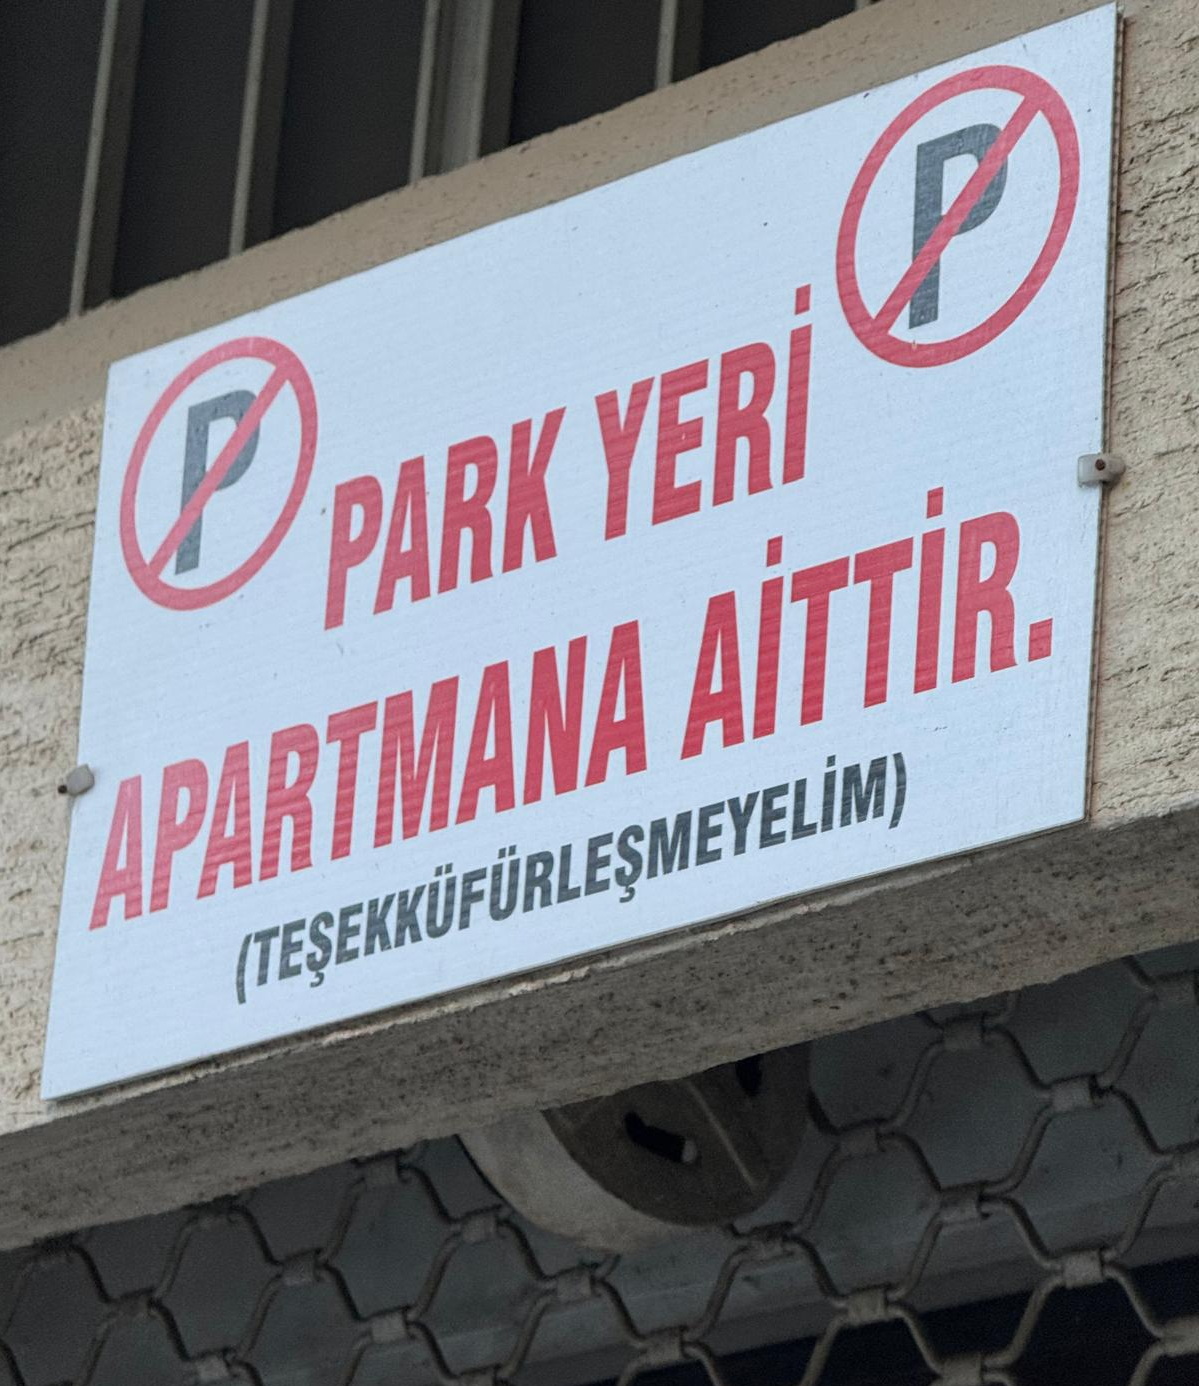 P
P
PARK YERİ
APARTMANA AİTTİR.
(TEŞEKKÜFÜRLEŞMEYELİM)